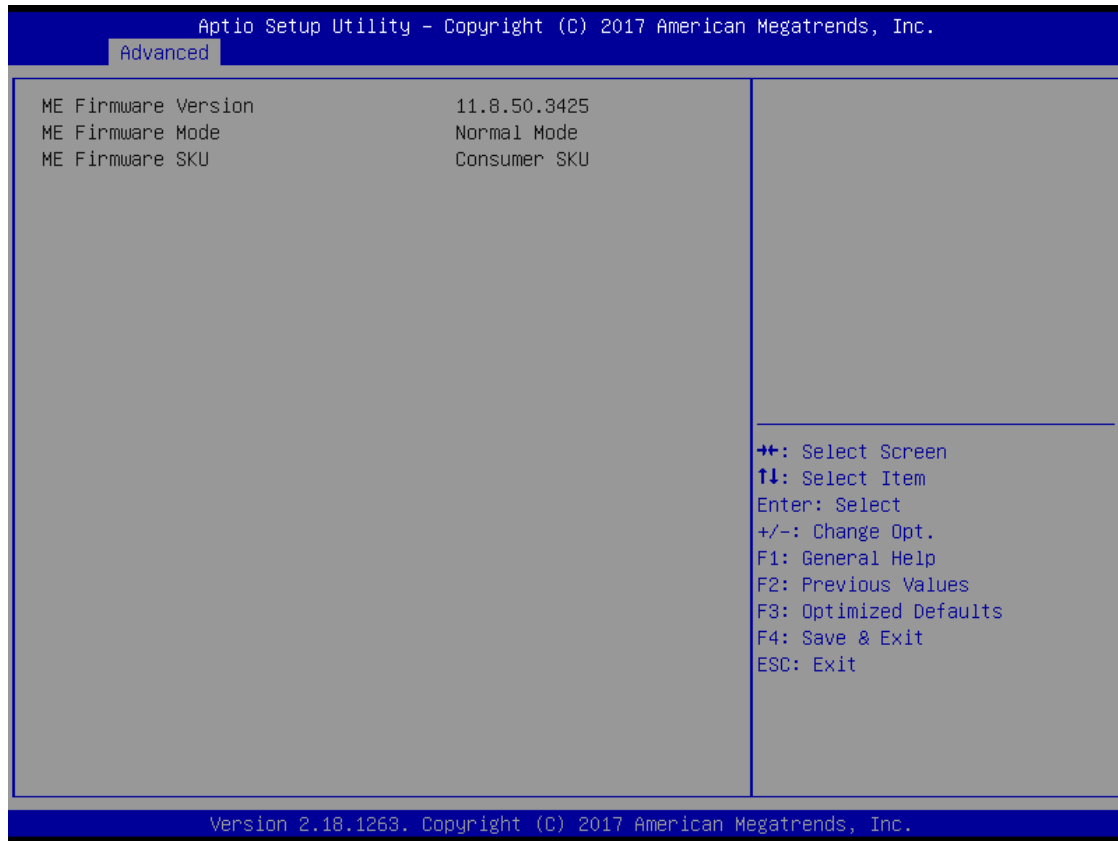 Aptio Setup Utility – Copyright (C) 2017 American Megatrends, Inc.
Advanced
ME Firmware Version 11.8.50.3425
ME Firmware Mode Normal Mode
ME Firmware SKU Consumer SKU
→←: Select Screen
↑↓: Select Item
Enter: Select
+/-: Change Opt.
F1: General Help
F2: Previous Values
F3: Optimized Defaults
F4: Save & Exit
ESC: Exit
Version 2.18.1263. Copyright (C) 2017 American Megatrends, Inc.